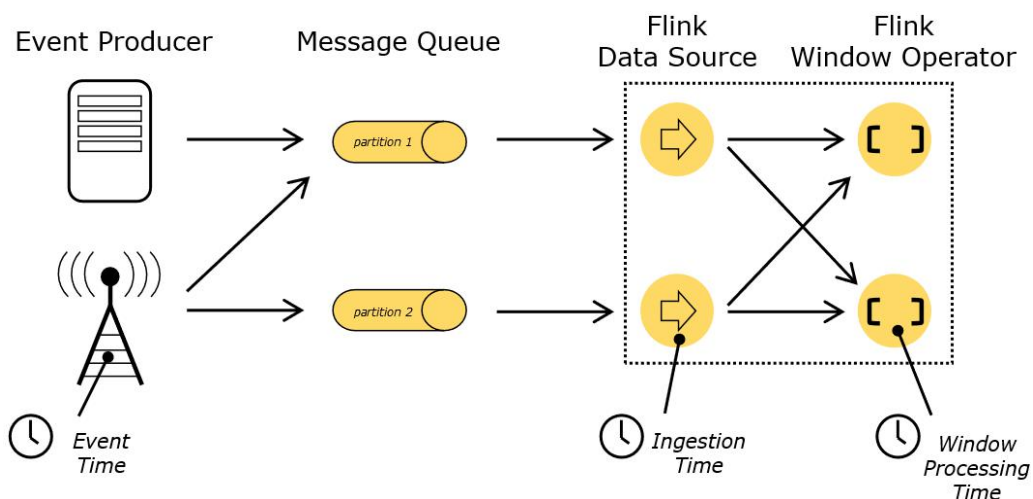 Event Producer
Message Queue
Flink
Data Source
Flink
Window Operator
partition 1
partition 2
Event
Time
Ingestion
Time
Window
Processing
Time